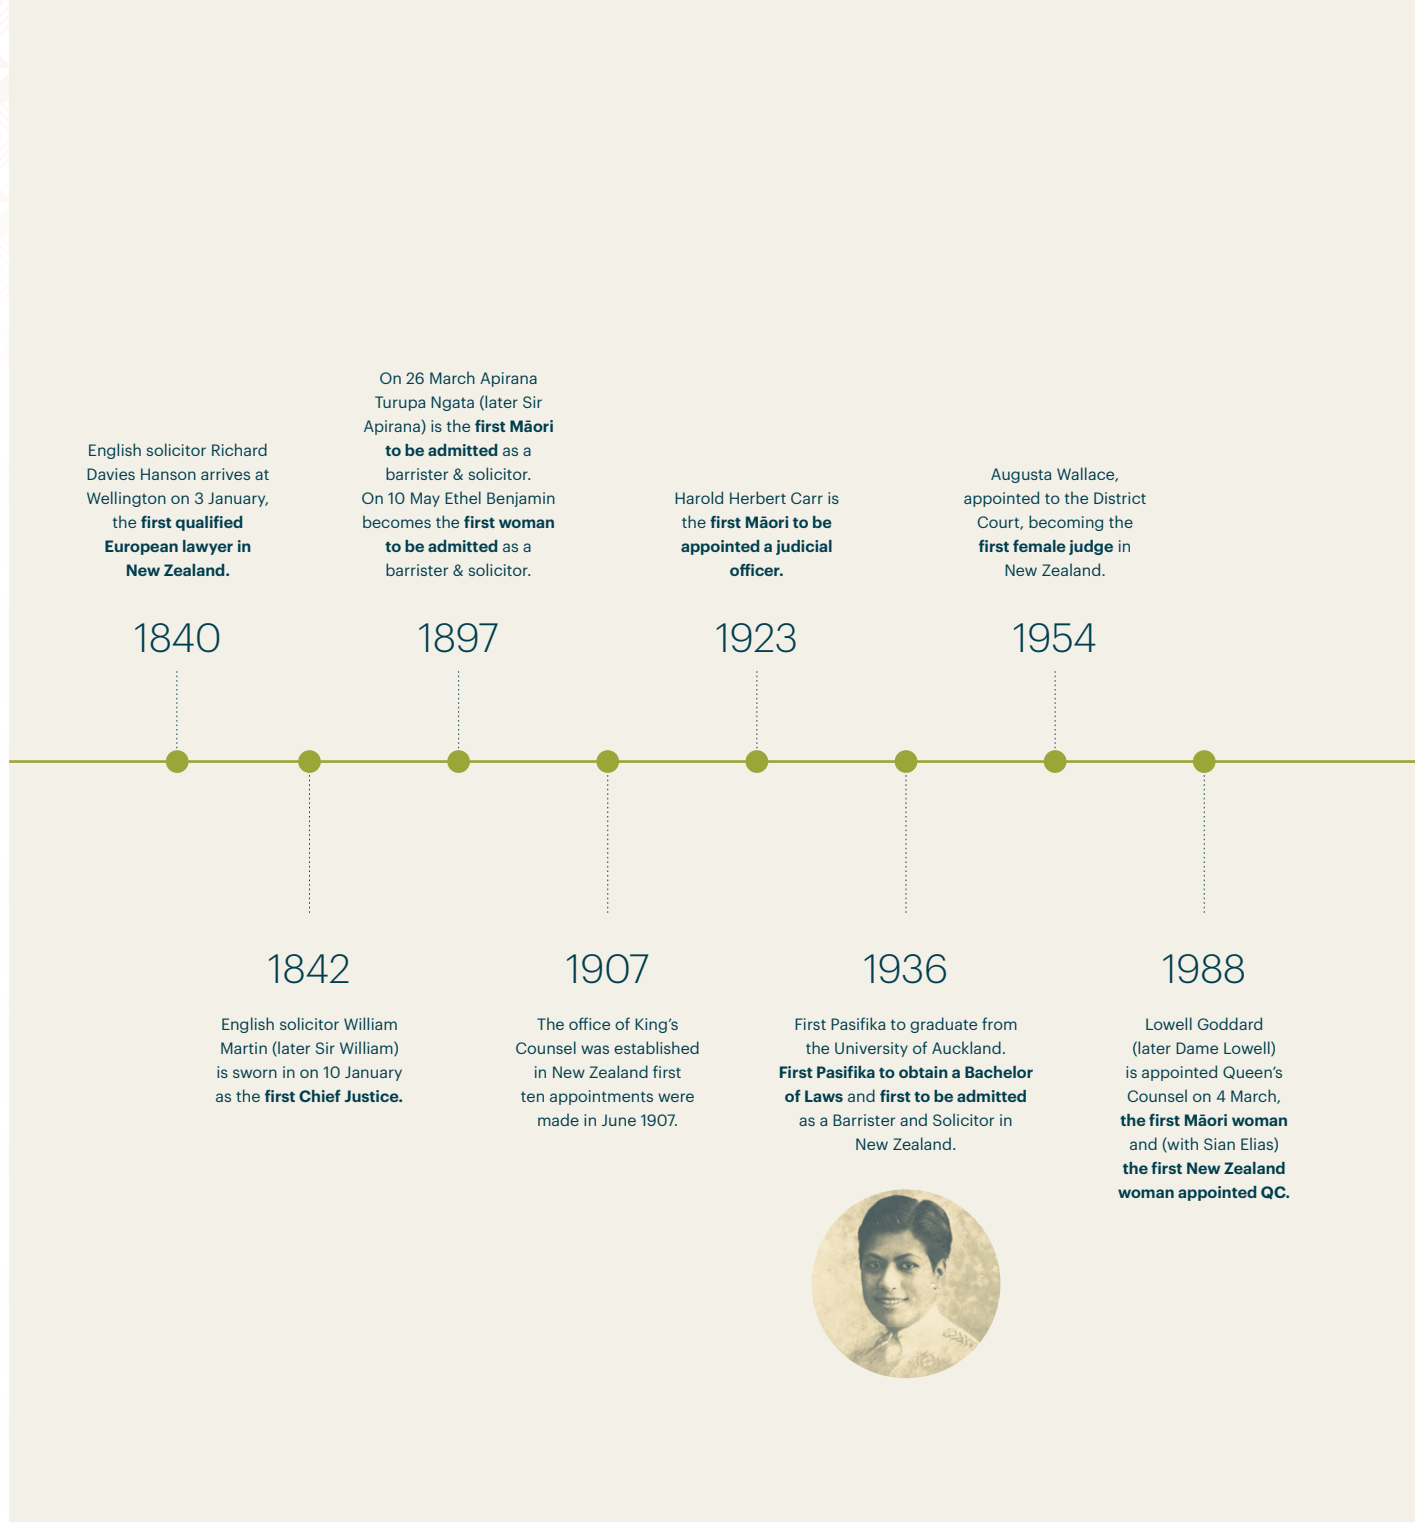 English solicitor Richard
Davies Hanson arrives at
Wellington on 3 January,
the first qualified
European lawyer in
New Zealand.
1840
On 26 March Apirana
Turupa Ngata (later Sir
Apirana) is the first Māori
to be admitted as a
barrister & solicitor.
On 10 May Ethel Benjamin
becomes the first woman
to be admitted as a
barrister & solicitor.
1897
Harold Herbert Carr is
the first Māori to be
appointed a judicial
officer.
1923
Augusta Wallace,
appointed to the District
Court, becoming the
first female judge in
New Zealand.
1954
1842
English solicitor William
Martin (later Sir William)
is sworn in on 10 January
as the first Chief Justice.
1907
The office of King’s
Counsel was established
in New Zealand first
ten appointments were
made in June 1907.
1936
First Pasifika to graduate from
the University of Auckland.
First Pasifika to obtain a Bachelor
of Laws and first to be admitted
as a Barrister and Solicitor in
New Zealand.
1988
Lowell Goddard
(later Dame Lowell)
is appointed Queen’s
Counsel on 4 March,
the first Māori woman
and (with Sian Elias)
the first New Zealand
woman appointed QC.